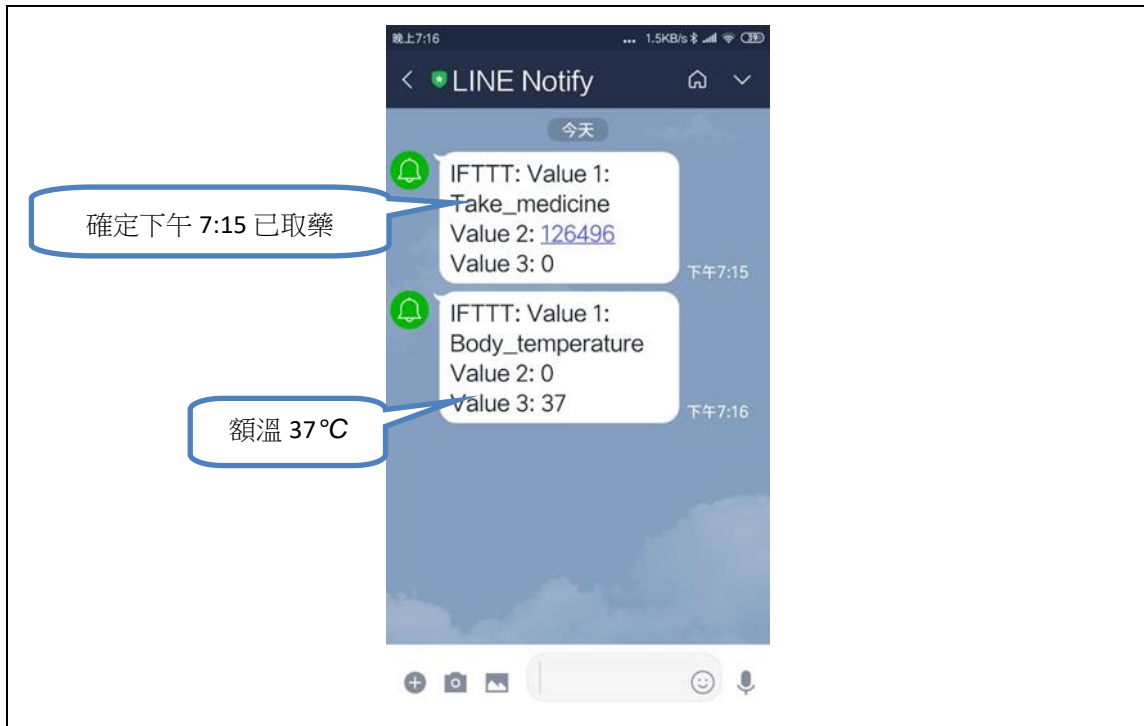 晚上7:16
... 1.5KB/s 39
LINE Notify
今天
IFTTT: Value 1:
Take_medicine
Value 2: 126496
Value 3: 0
下午7:15
確定下午 7:15 已取藥
IFTTT: Value 1:
Body_temperature
Value 2: 0
Value 3: 37
下午7:16
額溫 37℃